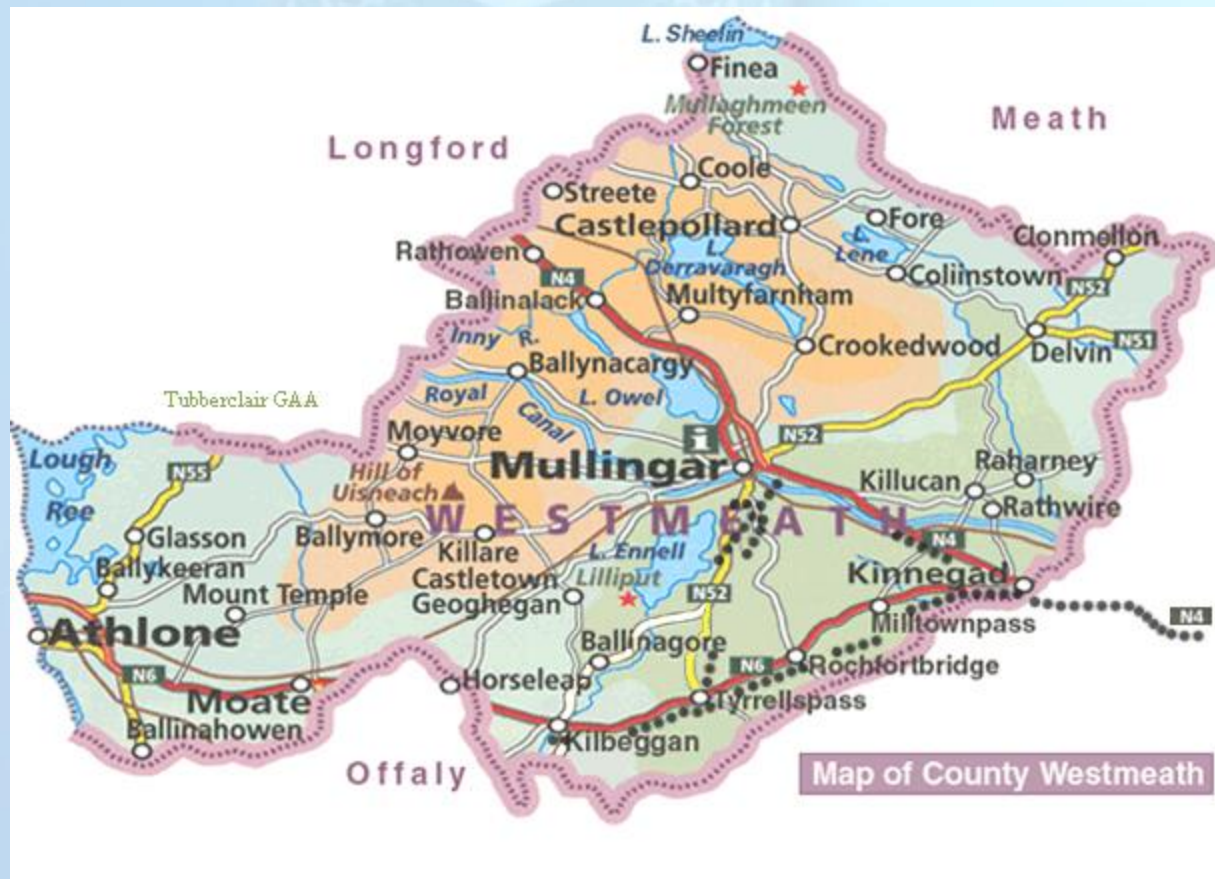 L. Sheelin
Finea
Mullaghmeen
Forest
Meath
Longford
Coole
Streete
Castlepollard
Fore
L.
Lene
Clonmellon
Rathowen
L.
Derravaragh
Coliinstown
N4
N52
Ballinalack
Multyfarnham
Inny R.
Crookedwood
Delvin
N51
Ballynacargy
Tubberclair GAA
Royal
Canal
L. Owel
Moyvore
N52
Lough
Ree
N55
Hill of
Uisneach
Mullingar
Killucan
Raharney
Rathwire
WESTMEATH
Glasson
Ballymore
Killare
L. Ennell
N4
Ballykeeran
Castletown
Geoghegan
Lilliput
Kinnegad
Mount Temple
N52
Milltownpass
N4
Athlone
Ballinagore
N6
Rochfortbridge
N6
Moate
Horseleap
Tyrrellspass
Ballinahowen
Kilbeggan
Offaly
Map of County Westmeath